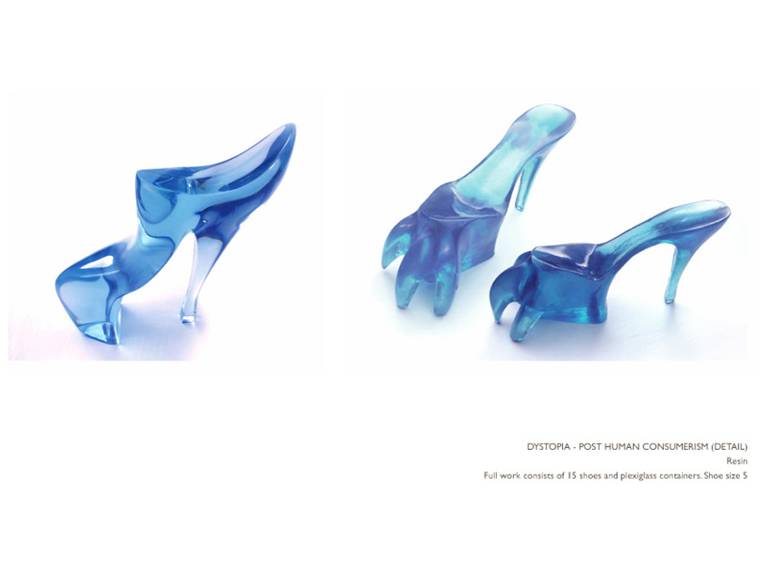 DYSTOPIA - POST HUMAN CONSUMERISM (DETAIL)
Resin
Full work consists of 15 shoes and plexiglass containers. Shoe size 5